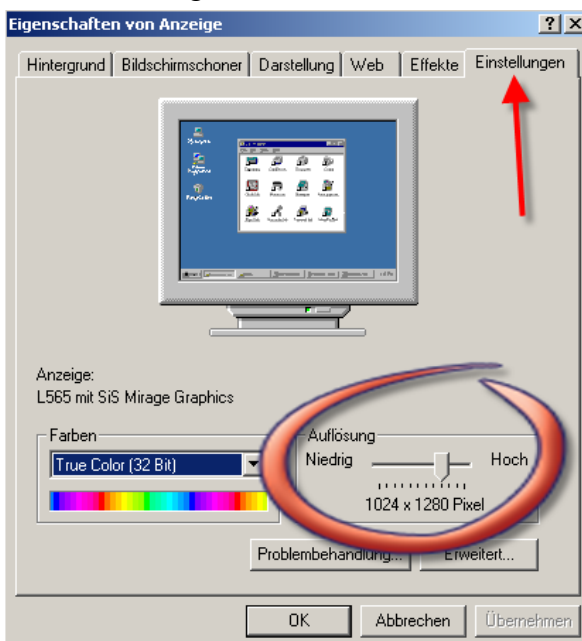 Eigenschaften von Anzeige
Hintergrund Bildschirmschoner Darstellung Web Effekte Einstellungen
Anzeige:
L565 mit SiS Mirage Graphics
Farben
True Color (32 Bit)
Auflösung
Niedrig Hoch
1024 x 1280 Pixel
Problembehandlung... Erweitert...
OK Abbrechen Übernehmen